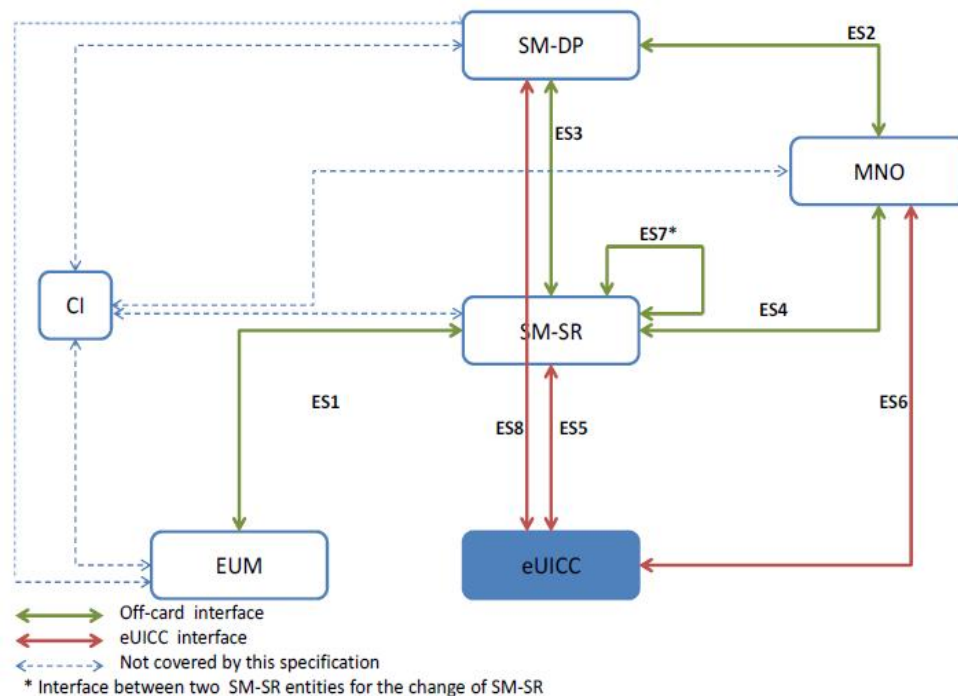 SM-DP
ES2
ES3
MNO
ES7*
CI
SM-SR
ES4
ES1
ES8
ES5
ES6
EUM
eUICC
Off-card interface
eUICC interface
Not covered by this specification
* Interface between two SM-SR entities for the change of SM-SR